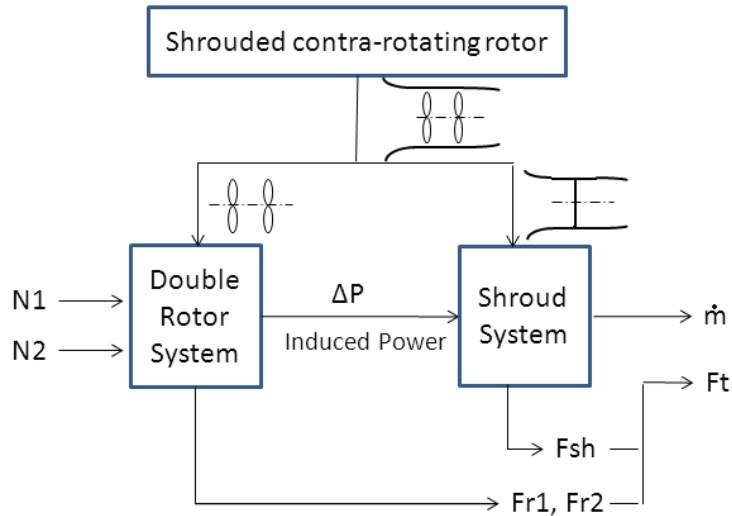 Shrouded contra-rotating rotor
N1
N2
Double
Rotor
System
ΔP
Induced Power
Shroud
System
ṁ
Ft
Fsh
Fr1, Fr2